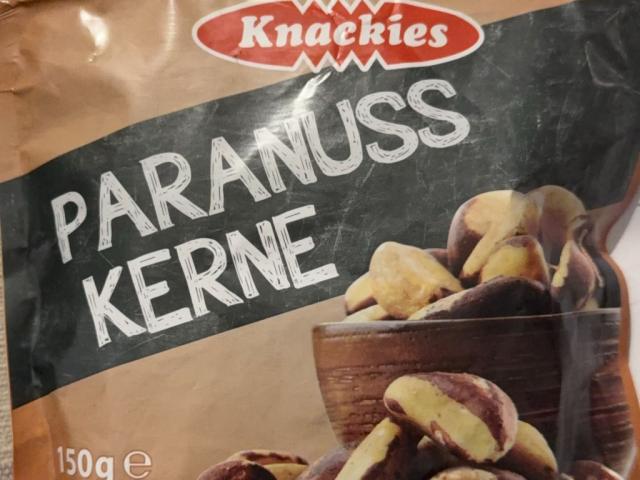 Knackies
PARANUSS
KERNE
150g ℮